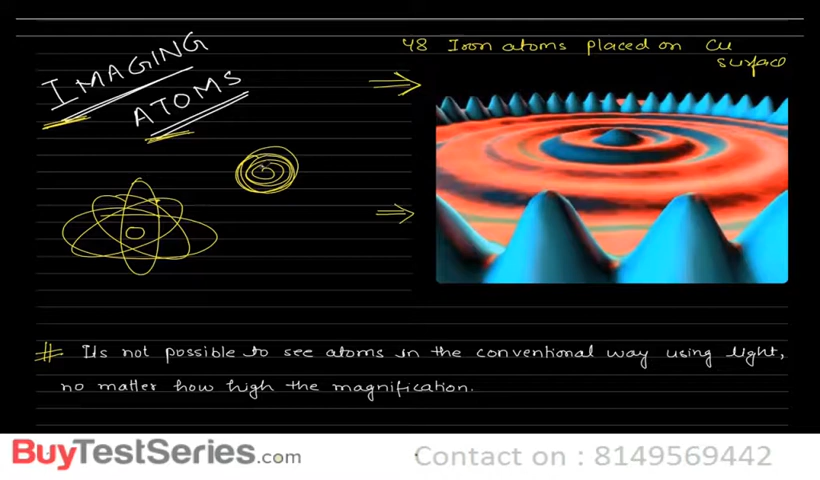 IMAGING
ATOMS
48 Iron atoms placed on Cu
surface
# It is not possible to see atoms in the conventional way using light,
no matter how high the magnification.
BuyTestSeries.com
Contact on : 8149569442